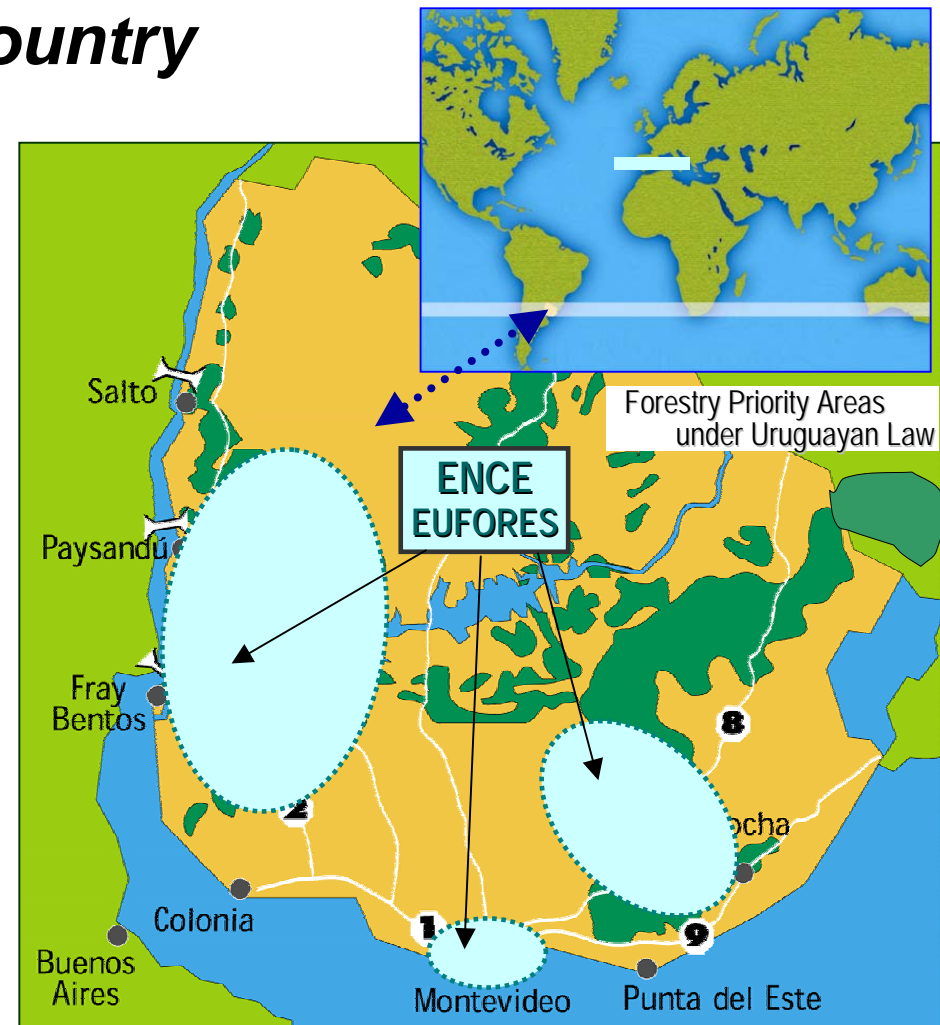 ountry
Forestry Priority Areas
under Uruguayan Law
Salto
ENCE
EUFORES
Paysandú
Fray
Bentos
8
2
ocha
Colonia
1
9
Buenos
Aires
Montevideo
Punta del Este